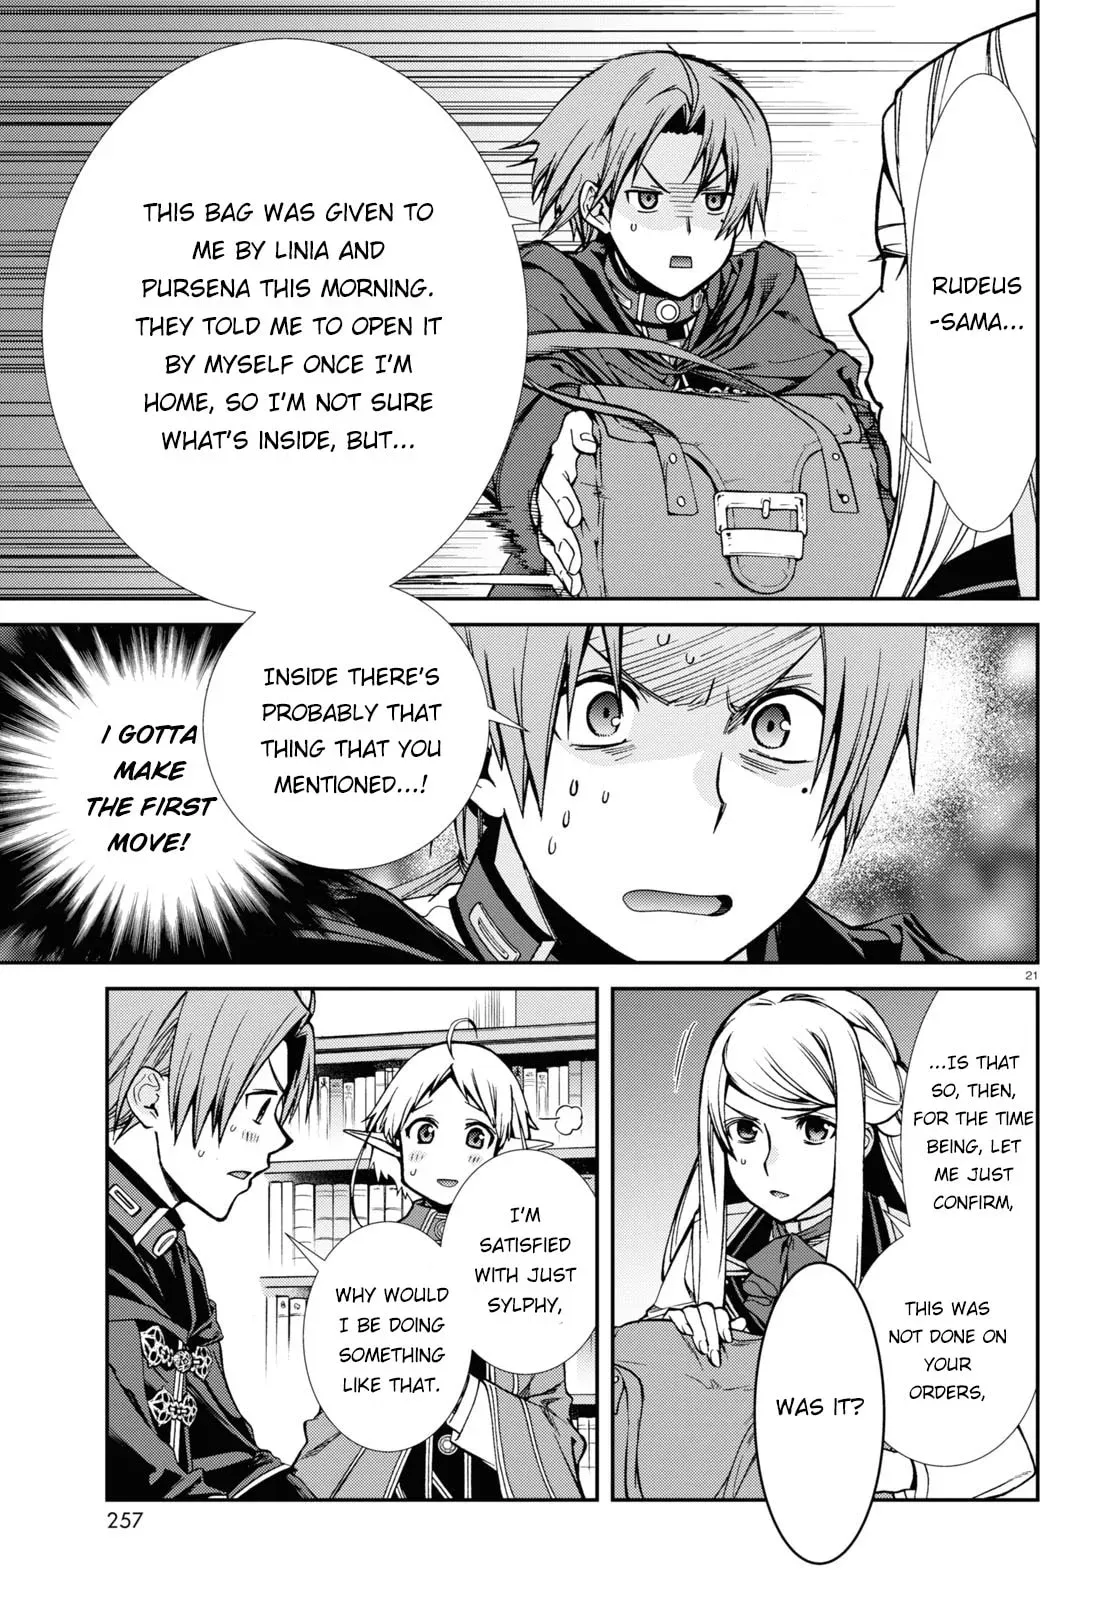 RUDEUS
-SAMA...
THIS BAG WAS GIVEN TO
ME BY LINIA AND
PURSENA THIS MORNING.
THEY TOLD ME TO OPEN IT
BY MYSELF ONCE I'M
HOME, SO I'M NOT SURE
WHAT'S INSIDE, BUT...
INSIDE THERE'S
PROBABLY THAT
THING THAT YOU
MENTIONED...!
I GOTTA
MAKE
THE FIRST
MOVE!
21
...IS THAT
SO, THEN,
FOR THE TIME
BEING, LET
ME JUST
CONFIRM,
THIS WAS
NOT DONE ON
YOUR
ORDERS,
WAS IT?
I'M
SATISFIED
WITH JUST
SYLPHY,
WHY WOULD
I BE DOING
SOMETHING
LIKE THAT.
257